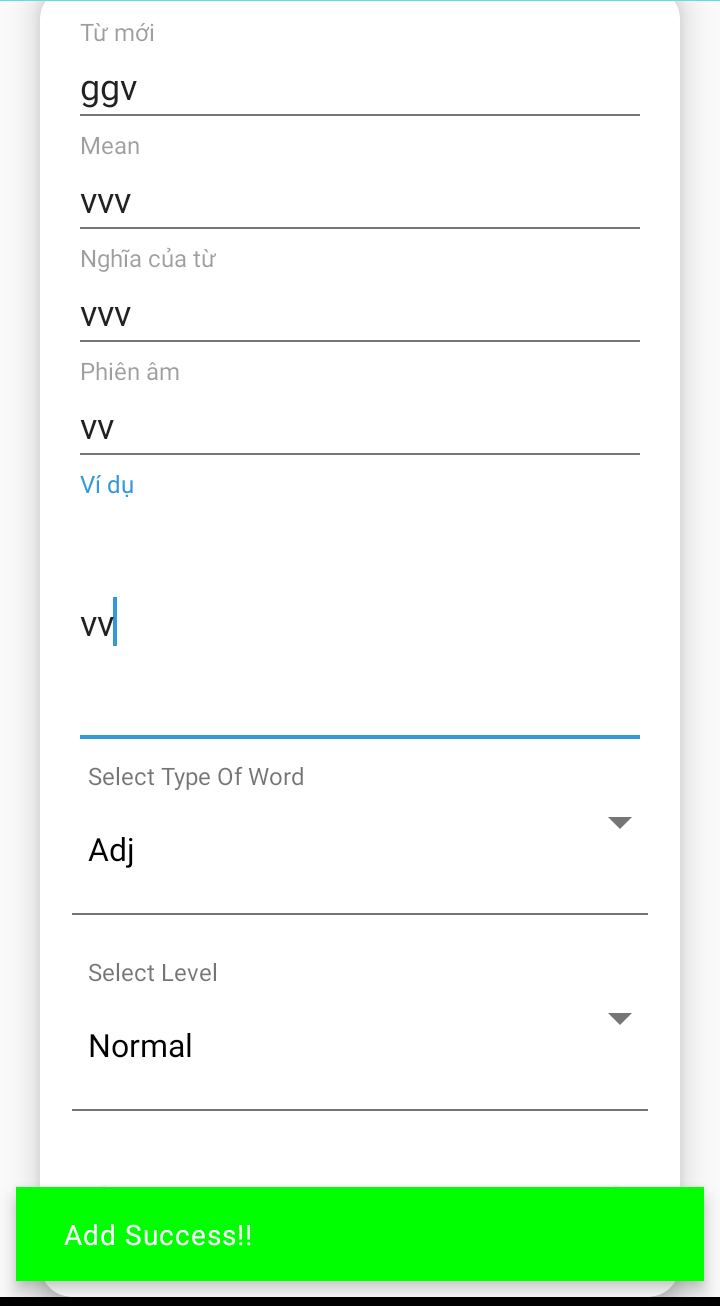 Từ mới
ggv
Mean
vvv
Nghĩa của từ
vvv
Phiên âm
vv
Ví dụ
vv
Select Type Of Word
Adj
Select Level
Normal
Add Success!!